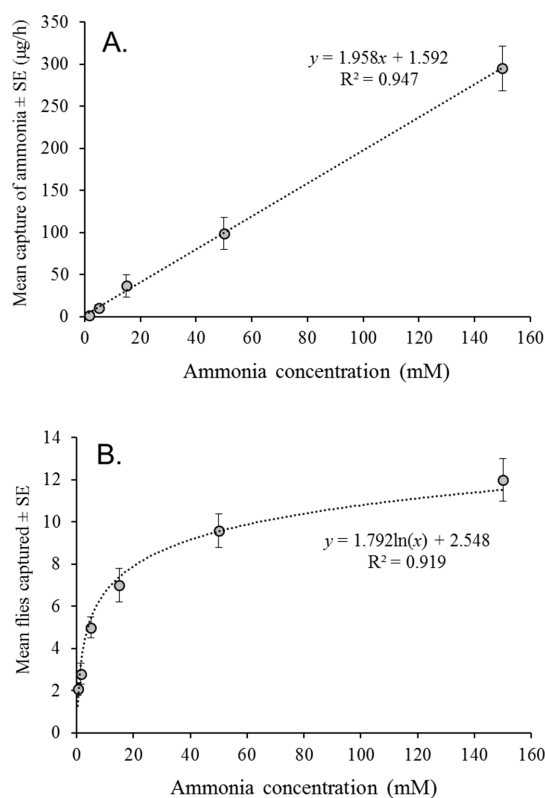 A.
y = 1.958x + 1.592
R² = 0.947
Mean capture of ammonia ± SE (µg/h)
350
300
250
200
150
100
50
0
0 20 40 60 80 100 120 140 160
Ammonia concentration (mM)
B.
y = 1.792ln(x) + 2.548
R² = 0.919
Mean flies captured ± SE
14
12
10
8
6
4
2
0
0 20 40 60 80 100 120 140 160
Ammonia concentration (mM)